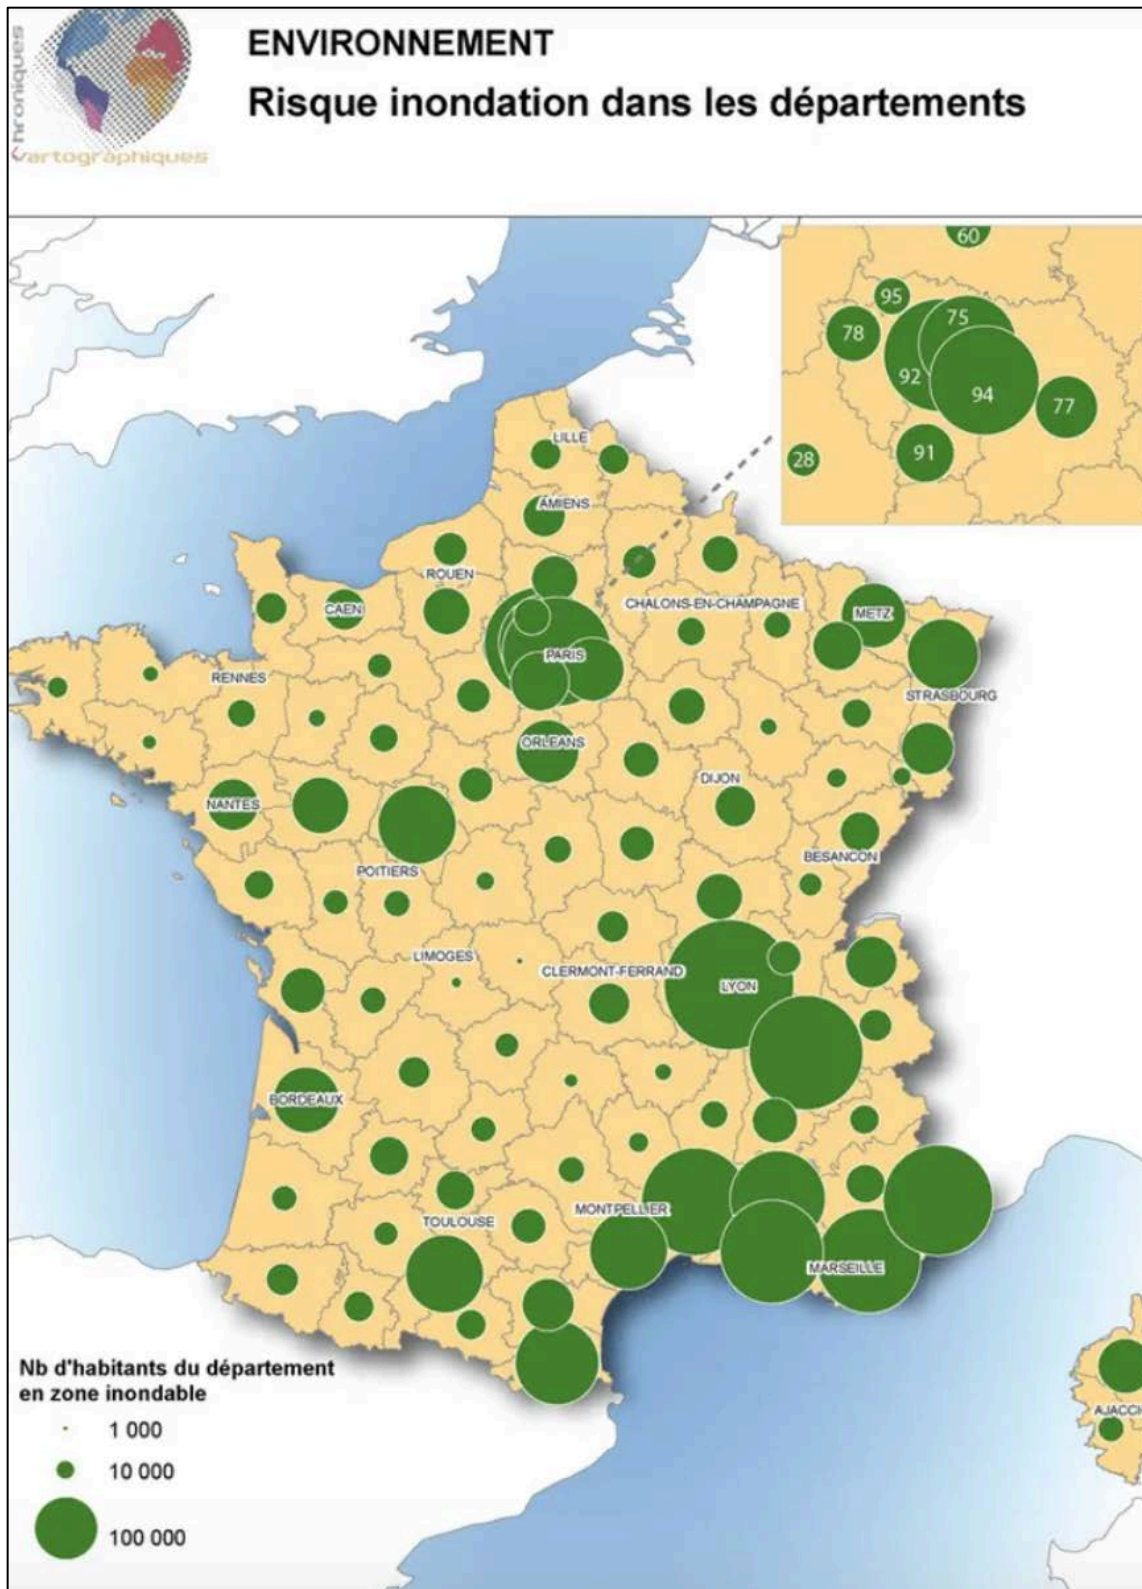 Chroniques
Cartographiques
ENVIRONNEMENT
Risque inondation dans les départements
60
95
78
75
92
94
77
91
28
LILLE
AMIENS
ROUEN
CAEN
CHALONS-EN-CHAMPAGNE
METZ
PARIS
RENNES
STRASBOURG
ORLEANS
DIJON
NANTES
BESANCON
POITIERS
LIMOGES
CLERMONT-FERRAND
LYON
BORDEAUX
MONTPELLIER
TOULOUSE
MARSEILLE
Nb d'habitants du département
en zone inondable
1 000
10 000
100 000
AJACCI